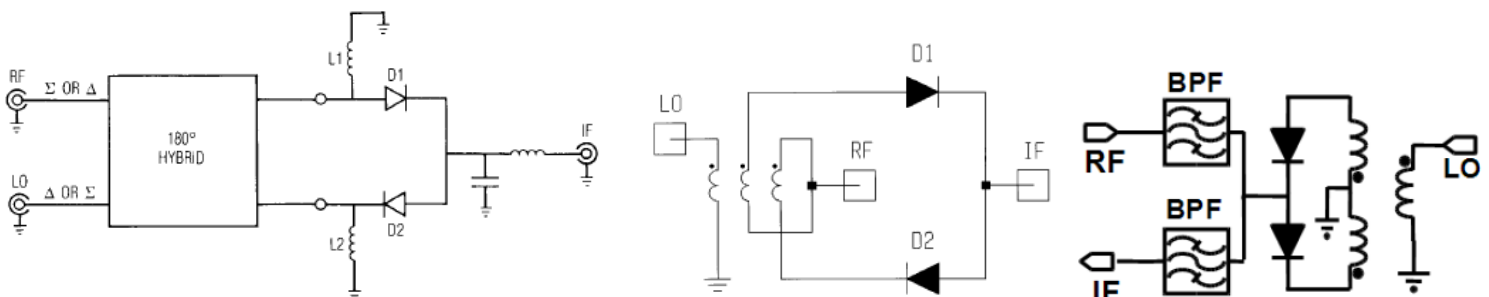 L1
D1
RF
Σ OR Δ
180°
HYBRID
IF
LO
Δ OR Σ
D2
L2
D1
LO
RF
IF
D2
BPF
RF
LO
BPF
IF